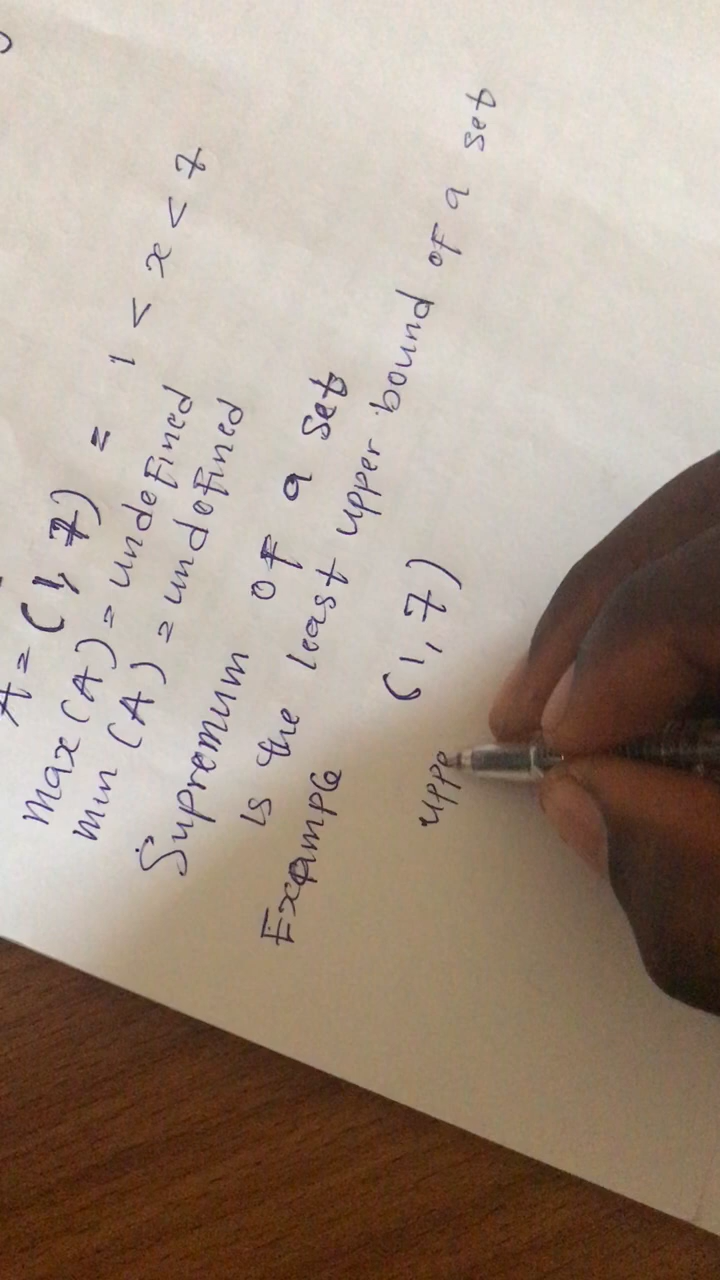 A = (1, 7) = 1 < x < 7
max (A) = undefined
min (A) = undefined
Supremum of a set
is the least upper bound of a set
Example
(1, 7)
uppe